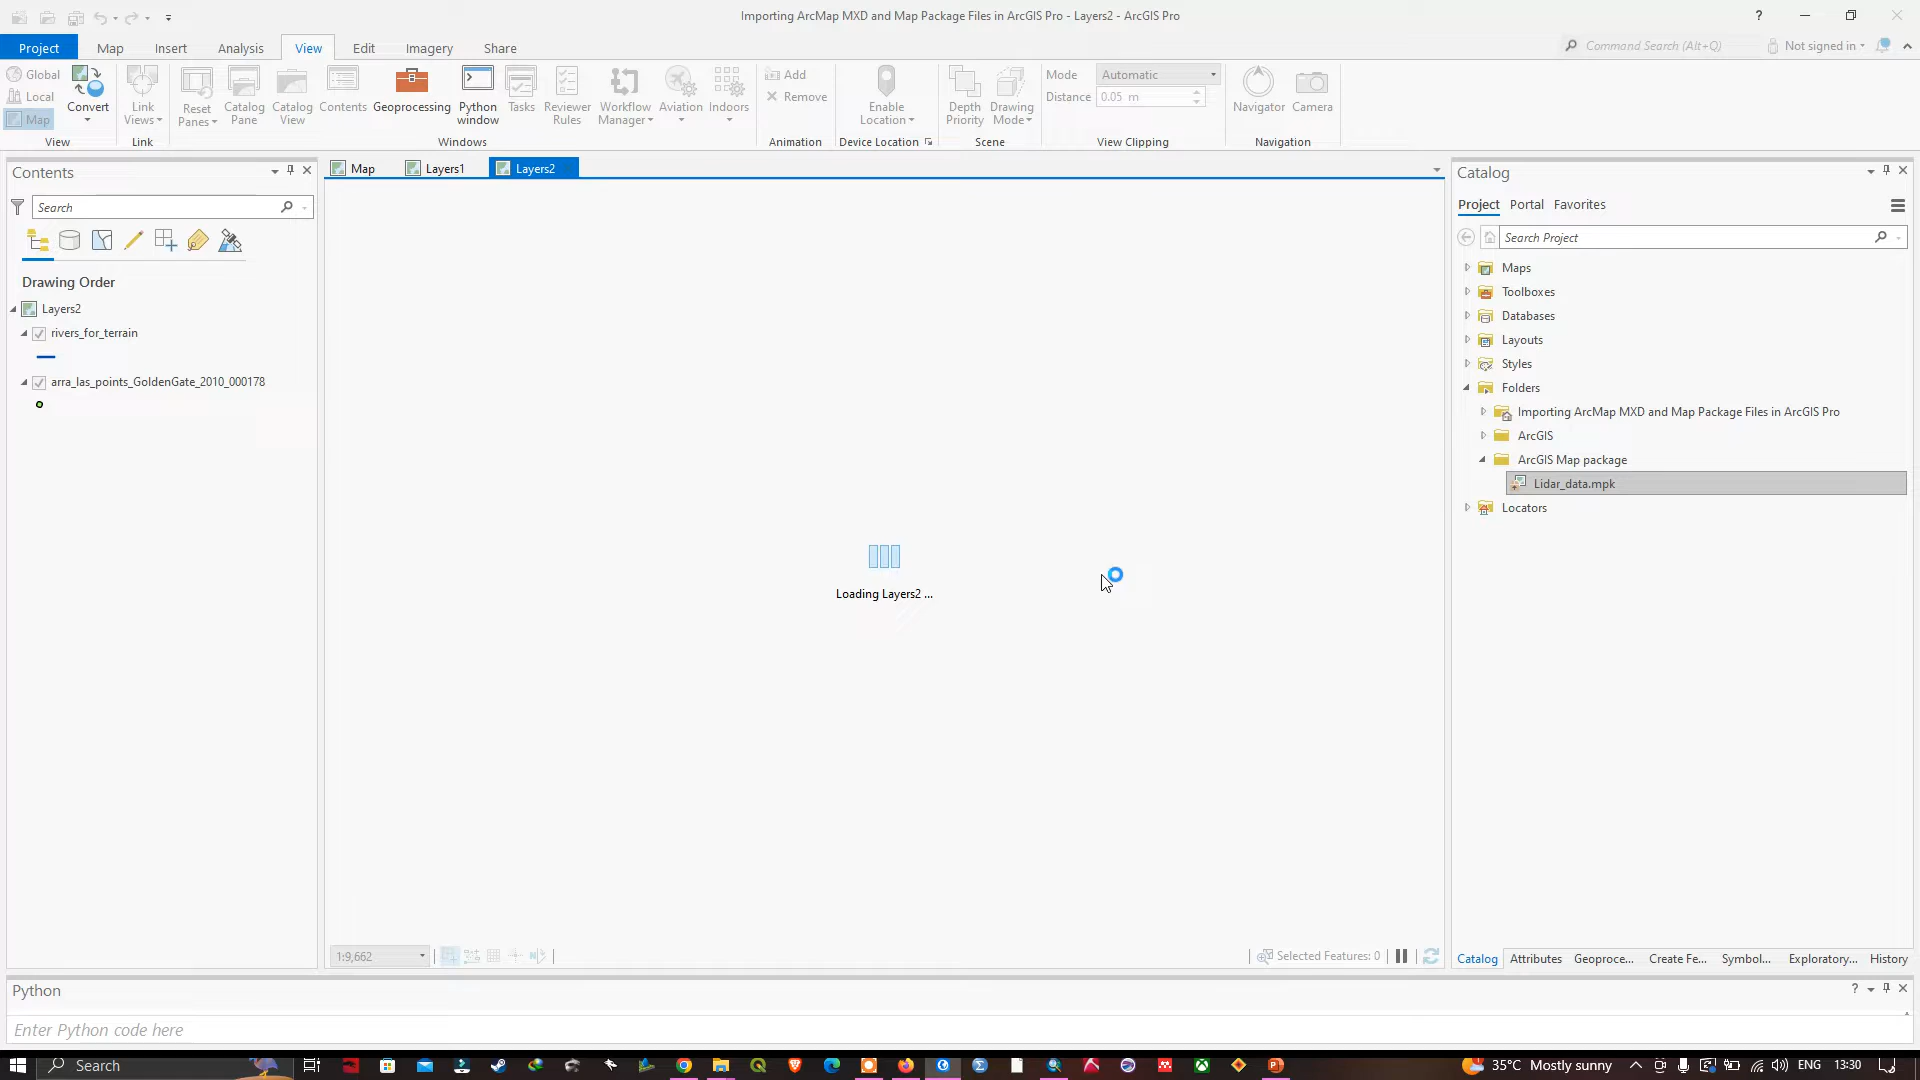 Importing ArcMap MXD and Map Package Files in ArcGIS Pro - Layers2 - ArcGIS Pro
?
Project
Map
Insert
Analysis
View
Edit
Imagery
Share
Command Search (Alt+Q)
Not signed in
Global
Local
Map
Convert
Link
Views
Reset
Panes
Catalog
Pane
Catalog
View
Contents
Geoprocessing
Python
window
Tasks
Reviewer
Rules
Workflow
Manager
Aviation
Indoors
Add
Remove
Enable
Location
Depth
Priority
Drawing
Mode
Mode
Automatic
Distance
0.05 m
Navigator
Camera
View
Link
Windows
Animation
Device Location
Scene
View Clipping
Navigation
Contents
Search
Drawing Order
Layers2
rivers_for_terrain
arra_las_points_GoldenGate_2010_000178
Map
Layers1
Layers2
Loading Layers2 ...
1:9,662
Selected Features: 0
Catalog
Project
Portal
Favorites
Search Project
Maps
Toolboxes
Databases
Layouts
Styles
Folders
Importing ArcMap MXD and Map Package Files in ArcGIS Pro
ArcGIS
ArcGIS Map package
Lidar_data.mpk
Locators
Catalog
Attributes
Geoproce...
Create Fe...
Symbol...
Exploratory...
History
Python
?
Enter Python code here
Search
35°C Mostly sunny
ENG
13:30